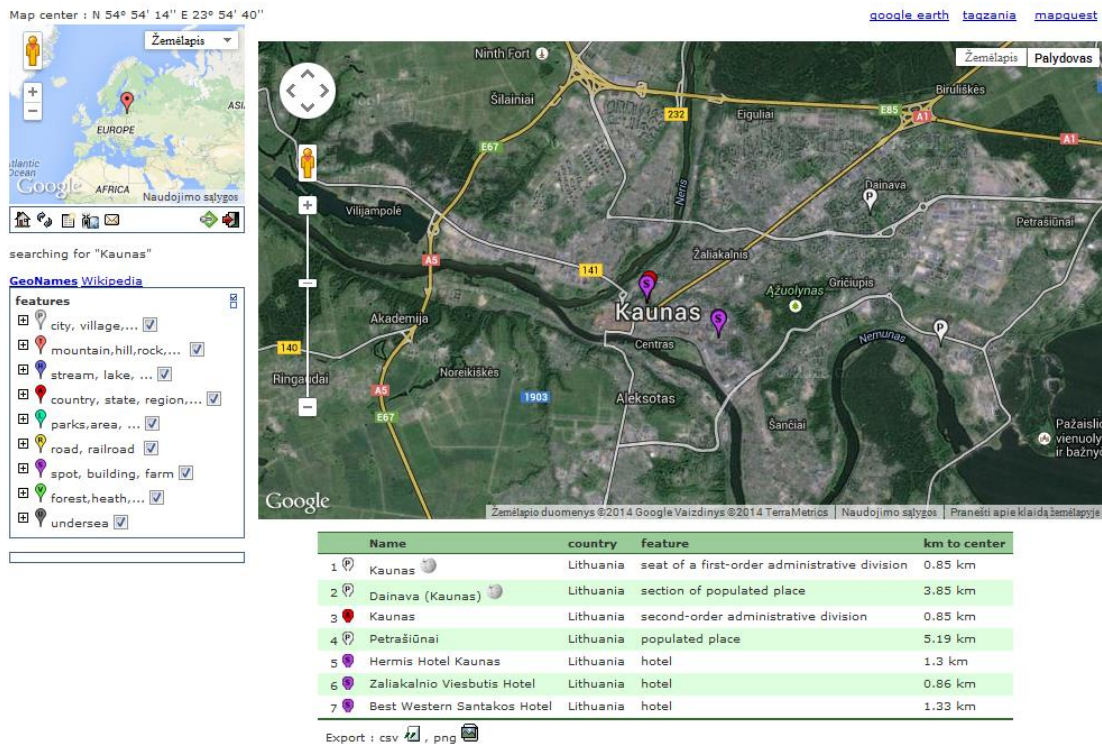 Map center : N 54º 54' 14'' E 23º 54' 40''
google earth taqzania mapquest
Žemėlapis
EUROPE
ASI
Atlantic
Ocean
AFRICA
Google
Naudojimo sąlygos
searching for "Kaunas"
GeoNames Wikipedia
features
P city, village,...
T mountain,hill,rock,...
H stream, lake, ...
A country, state, region,...
L parks,area, ...
R road, railroad
S spot, building, farm
V forest,heath,...
U undersea
Žemėlapis Palydovas
Ninth Fort
Šilainiai
232
Eiguliai
E85
Biruliškės
A1
A1
E67
Neris
Dainava
P
Vilijampolė
Petrašiūnai
A5
141
Žaliakalnis
S
Kaunas
S
Ąžuolynas
Gričiupis
Akademija
Centras
Nemunas
P
140
Noreikiškės
Ringaudai
A5
1903
Aleksotas
E67
Šančiai
Pažaislio
vienuoly
ir bažnyč
Google
Žemėlapio duomenys ©2014 Google Vaizdinys ©2014 TerraMetrics Naudojimo sąlygos Pranešti apie klaidą žemėlapyje
Name country feature km to center
1 P Kaunas Lithuania seat of a first-order administrative division 0.85 km
2 P Dainava (Kaunas) Lithuania section of populated place 3.85 km
3 A Kaunas Lithuania second-order administrative division 0.85 km
4 P Petrašiūnai Lithuania populated place 5.19 km
5 S Hermis Hotel Kaunas Lithuania hotel 1.3 km
6 S Zaliakalnio Viesbutis Hotel Lithuania hotel 0.86 km
7 S Best Western Santakos Hotel Lithuania hotel 1.33 km
Export : csv , png